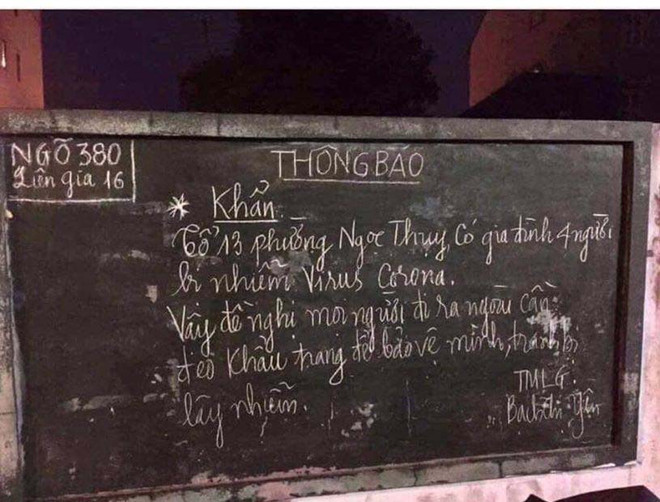 NGÕ 380
Liên gia 16
THÔNG BÁO
* Khẩn:
Tổ 13 phường Ngọc Thụy, Có gia đình 4 người
bị nhiễm Virus Corona.
Vậy đề nghị mọi người đi ra ngoài cần
đeo Khẩu trang để bảo vệ mình, tránh bị
lây nhiễm.
TMLG.
Yên